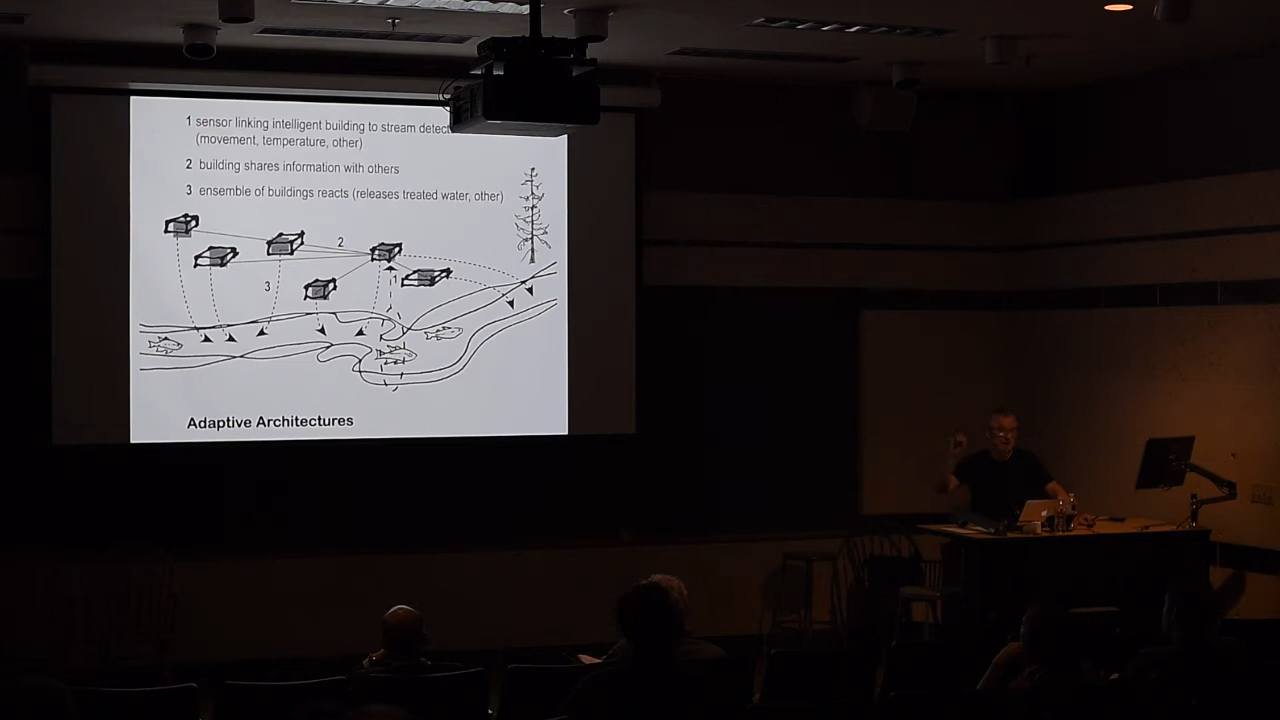 1 sensor linking intelligent building to stream
(movement, temperature, other)
2 building shares information with others
3 ensemble of buildings reacts (releases treated water, other)
2
1
3
Adaptive Architectures